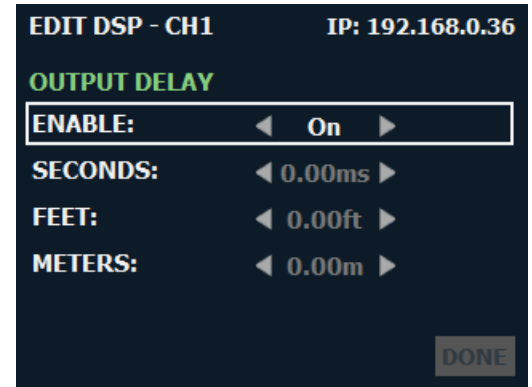 EDIT DSP - CH1 IP: 192.168.0.36
OUTPUT DELAY
ENABLE: On
SECONDS: 0.00ms
FEET: 0.00ft
METERS: 0.00m
DONE